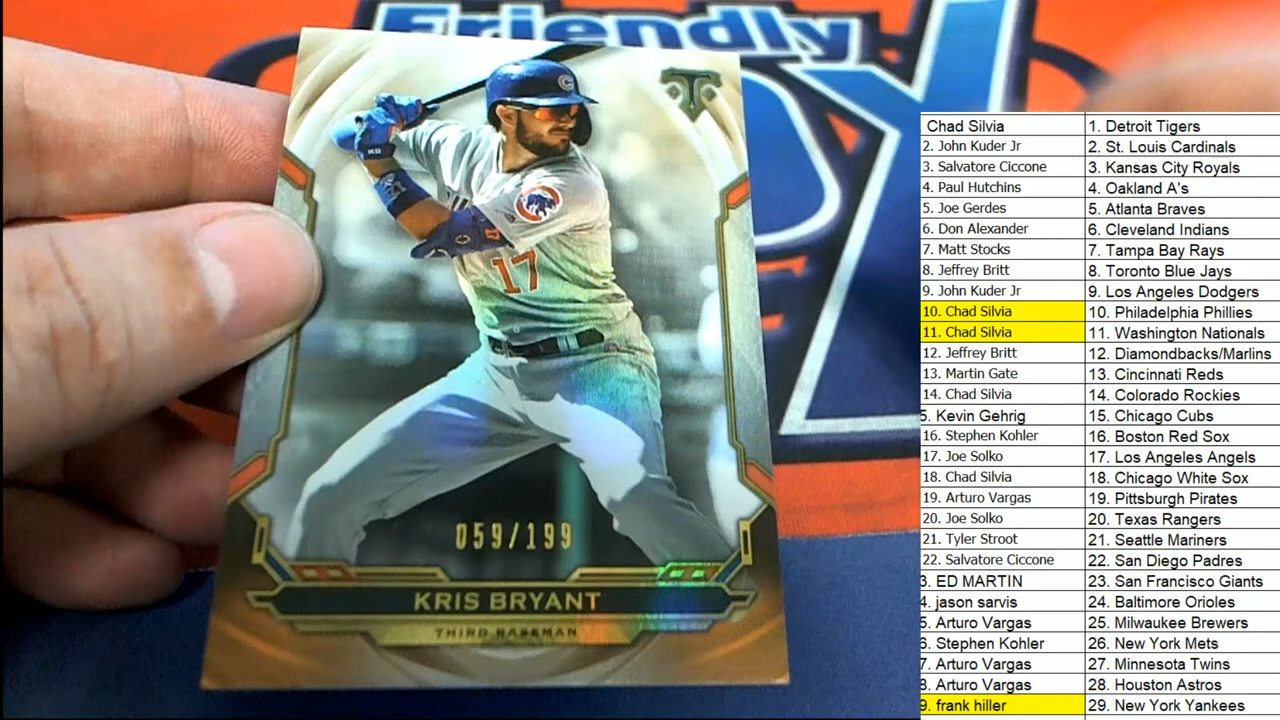 Friendly
17
059/199
KRIS BRYANT
THIRD BASEMAN
Chad Silvia 1. Detroit Tigers
2. John Kuder Jr 2. St. Louis Cardinals
3. Salvatore Ciccone 3. Kansas City Royals
4. Paul Hutchins 4. Oakland A's
5. Joe Gerdes 5. Atlanta Braves
6. Don Alexander 6. Cleveland Indians
7. Matt Stocks 7. Tampa Bay Rays
8. Jeffrey Britt 8. Toronto Blue Jays
9. John Kuder Jr 9. Los Angeles Dodgers
10. Chad Silvia 10. Philadelphia Phillies
11. Chad Silvia 11. Washington Nationals
12. Jeffrey Britt 12. Diamondbacks/Marlins
13. Martin Gate 13. Cincinnati Reds
14. Chad Silvia 14. Colorado Rockies
5. Kevin Gehrig 15. Chicago Cubs
16. Stephen Kohler 16. Boston Red Sox
17. Joe Solko 17. Los Angeles Angels
18. Chad Silvia 18. Chicago White Sox
19. Arturo Vargas 19. Pittsburgh Pirates
20. Joe Solko 20. Texas Rangers
21. Tyler Stroot 21. Seattle Mariners
22. Salvatore Ciccone 22. San Diego Padres
3. ED MARTIN 23. San Francisco Giants
4. jason sarvis 24. Baltimore Orioles
5. Arturo Vargas 25. Milwaukee Brewers
6. Stephen Kohler 26. New York Mets
7. Arturo Vargas 27. Minnesota Twins
8. Arturo Vargas 28. Houston Astros
9. frank hiller 29. New York Yankees